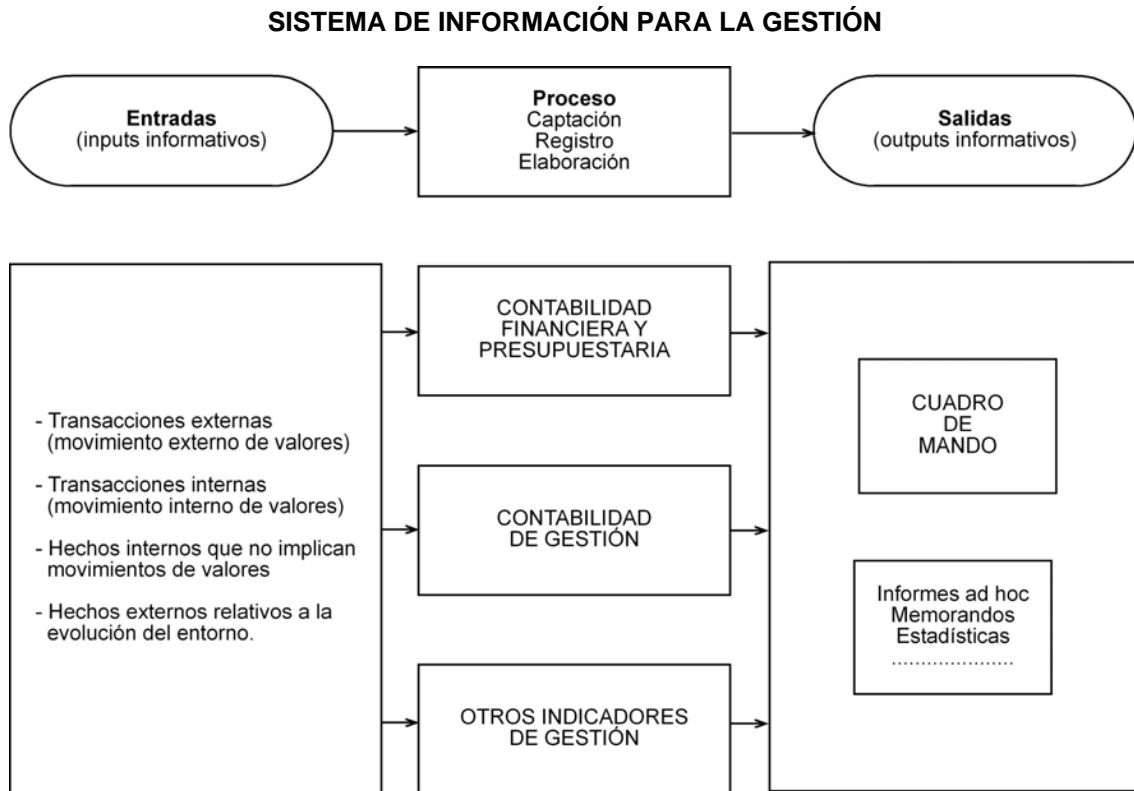 SISTEMA DE INFORMACIÓN PARA LA GESTIÓN
Entradas
(inputs informativos)
Proceso
Captación
Registro
Elaboración
Salidas
(outputs informativos)
- Transacciones externas
(movimiento externo de valores)
- Transacciones internas
(movimiento interno de valores)
- Hechos internos que no implican
movimientos de valores
- Hechos externos relativos a la
evolución del entorno.
CONTABILIDAD
FINANCIERA Y
PRESUPUESTARIA
CONTABILIDAD
DE GESTIÓN
OTROS INDICADORES
DE GESTIÓN
CUADRO
DE
MANDO
Informes ad hoc
Memorandos
Estadísticas
.....................